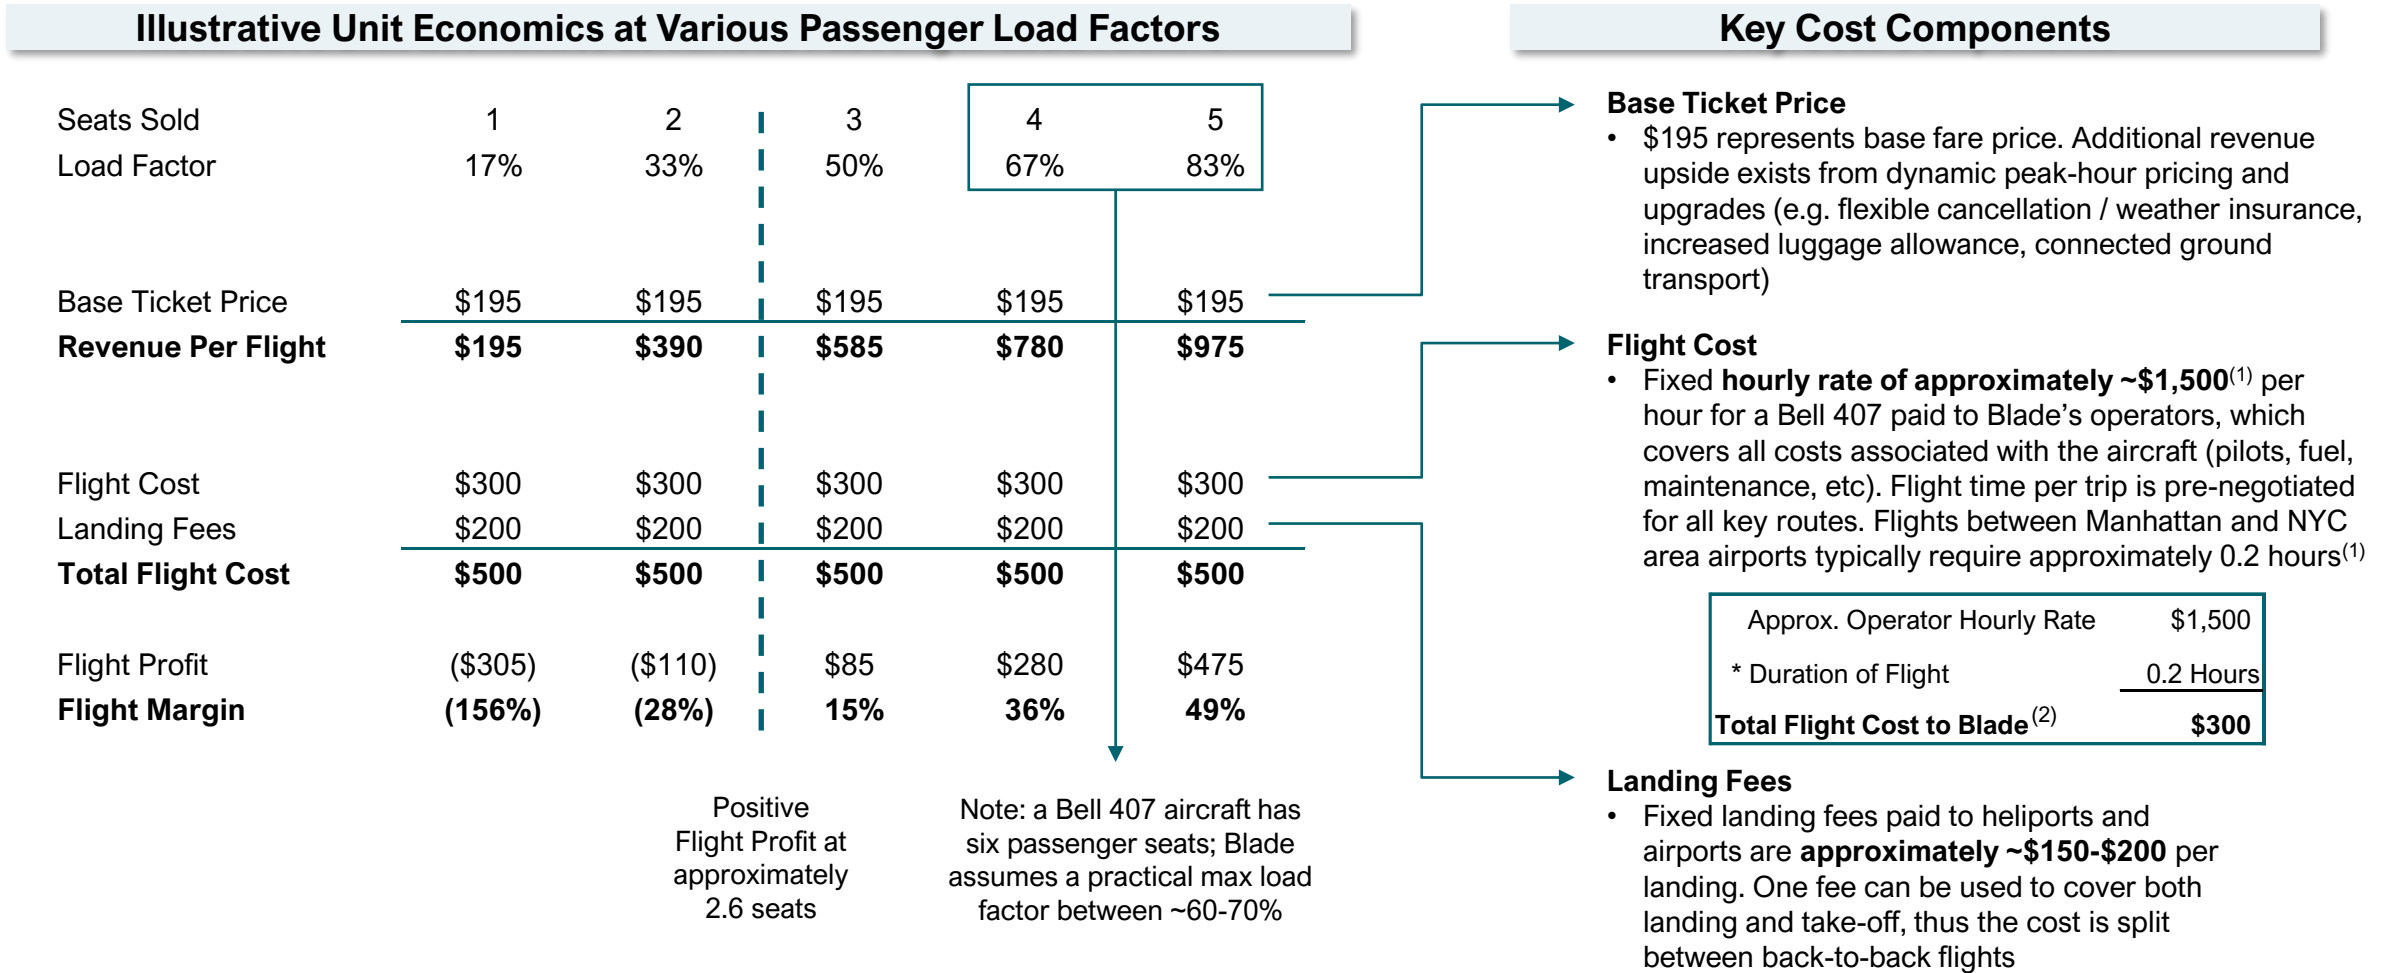 Illustrative Unit Economics at Various Passenger Load Factors
Seats Sold 1 2 3 4 5
Load Factor 17% 33% 50% 67% 83%
Base Ticket Price $195 $195 $195 $195 $195
Revenue Per Flight $195 $390 $585 $780 $975
Flight Cost $300 $300 $300 $300 $300
Landing Fees $200 $200 $200 $200 $200
Total Flight Cost $500 $500 $500 $500 $500
Flight Profit ($305) ($110) $85 $280 $475
Flight Margin (156%) (28%) 15% 36% 49%
Positive
Flight Profit at
approximately
2.6 seats
Note: a Bell 407 aircraft has
six passenger seats; Blade
assumes a practical max load
factor between ~60-70%
Key Cost Components
Base Ticket Price
• $195 represents base fare price. Additional revenue
upside exists from dynamic peak-hour pricing and
upgrades (e.g. flexible cancellation / weather insurance,
increased luggage allowance, connected ground
transport)
Flight Cost
• Fixed hourly rate of approximately ~$1,500(1) per
hour for a Bell 407 paid to Blade’s operators, which
covers all costs associated with the aircraft (pilots, fuel,
maintenance, etc). Flight time per trip is pre-negotiated
for all key routes. Flights between Manhattan and NYC
area airports typically require approximately 0.2 hours(1)
Approx. Operator Hourly Rate $1,500
* Duration of Flight 0.2 Hours
Total Flight Cost to Blade(2) $300
Landing Fees
• Fixed landing fees paid to heliports and
airports are approximately ~$150-$200 per
landing. One fee can be used to cover both
landing and take-off, thus the cost is split
between back-to-back flights